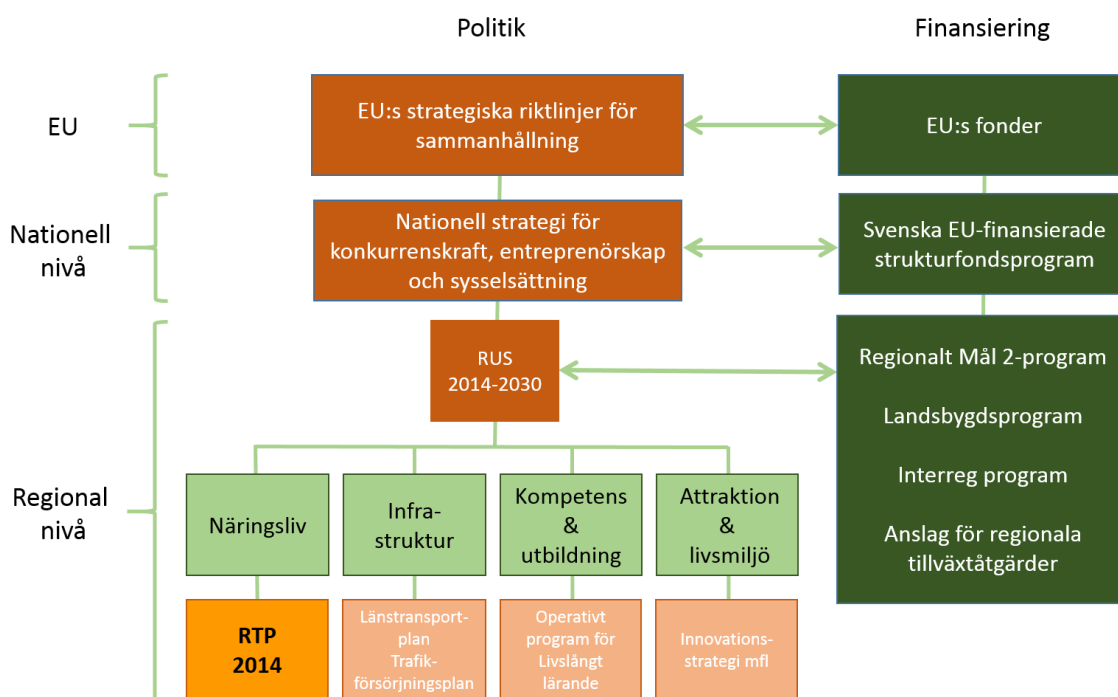 Politik
Finansiering
EU
EU:s strategiska riktlinjer för
sammanhållning
EU:s fonder
Nationell
nivå
Nationell strategi för
konkurrenskraft, entreprenörskap
och sysselsättning
Svenska EU-finansierade
strukturfondsprogram
Regional
nivå
RUS
2014-2030
Regionalt Mål 2-program
Landsbygdsprogram
Interreg program
Anslag för regionala
tillväxtåtgärder
Näringsliv
Infra-
struktur
Kompetens
&
utbildning
Attraktion
&
livsmiljö
RTP
2014
Länstransport-
plan
Trafik-
försörjningsplan
Operativt
program för
Livslångt
lärande
Innovations-
strategi mfl